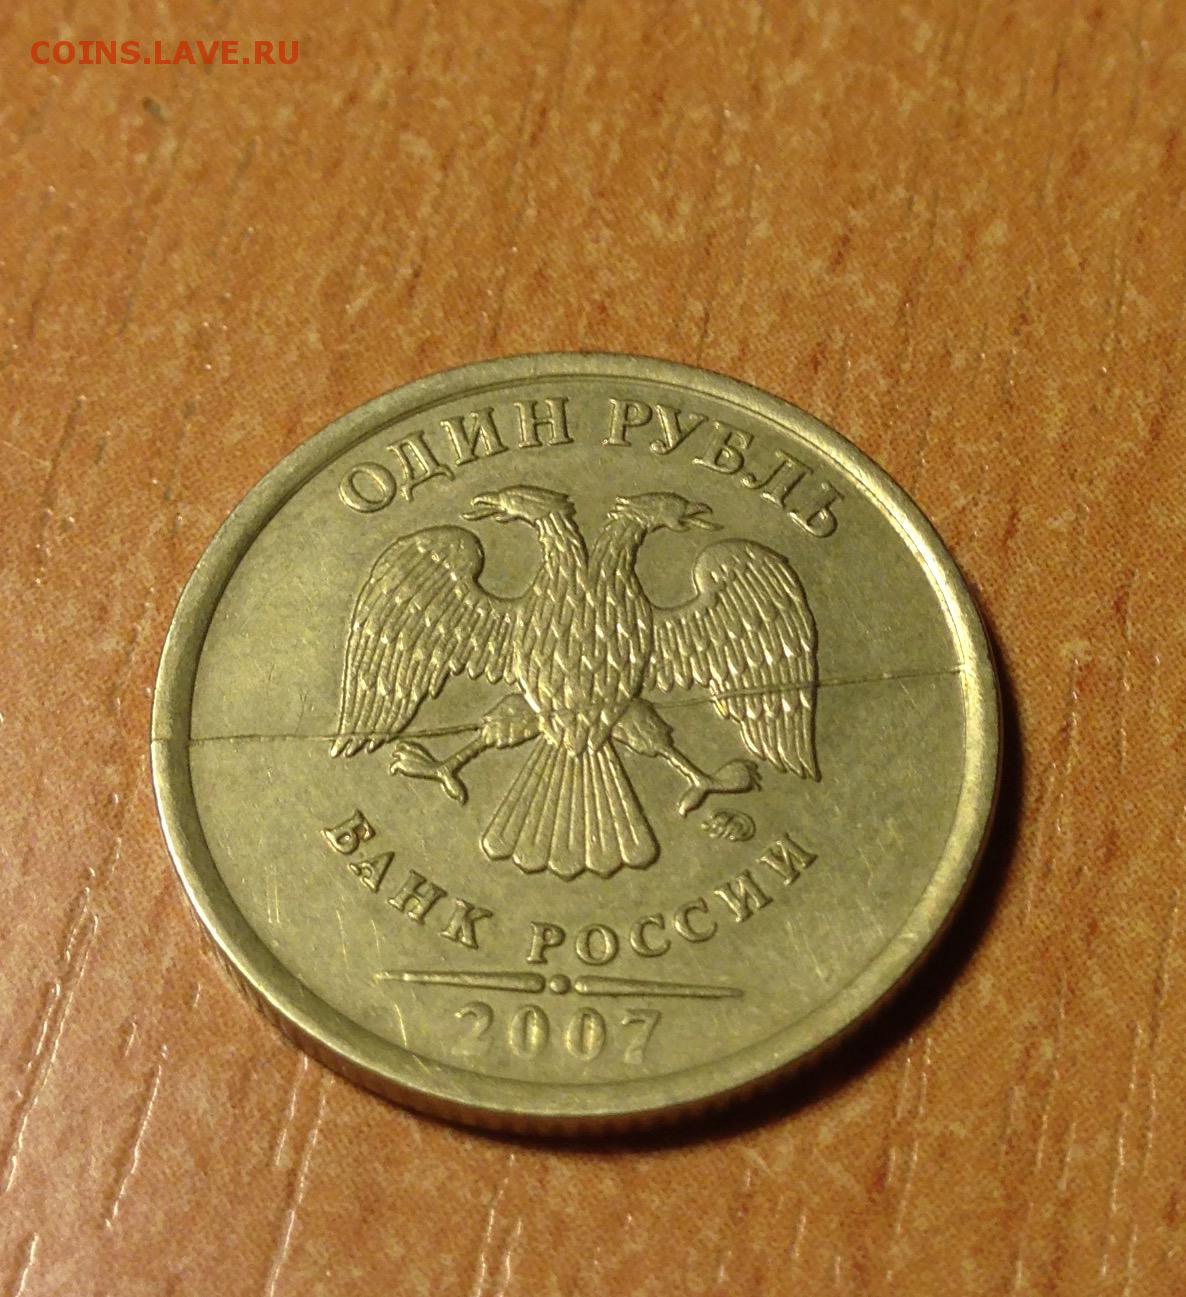 COINS.LAVE.RU
ОДИН РУБЛЬ
БАНК РОССИИ
2007